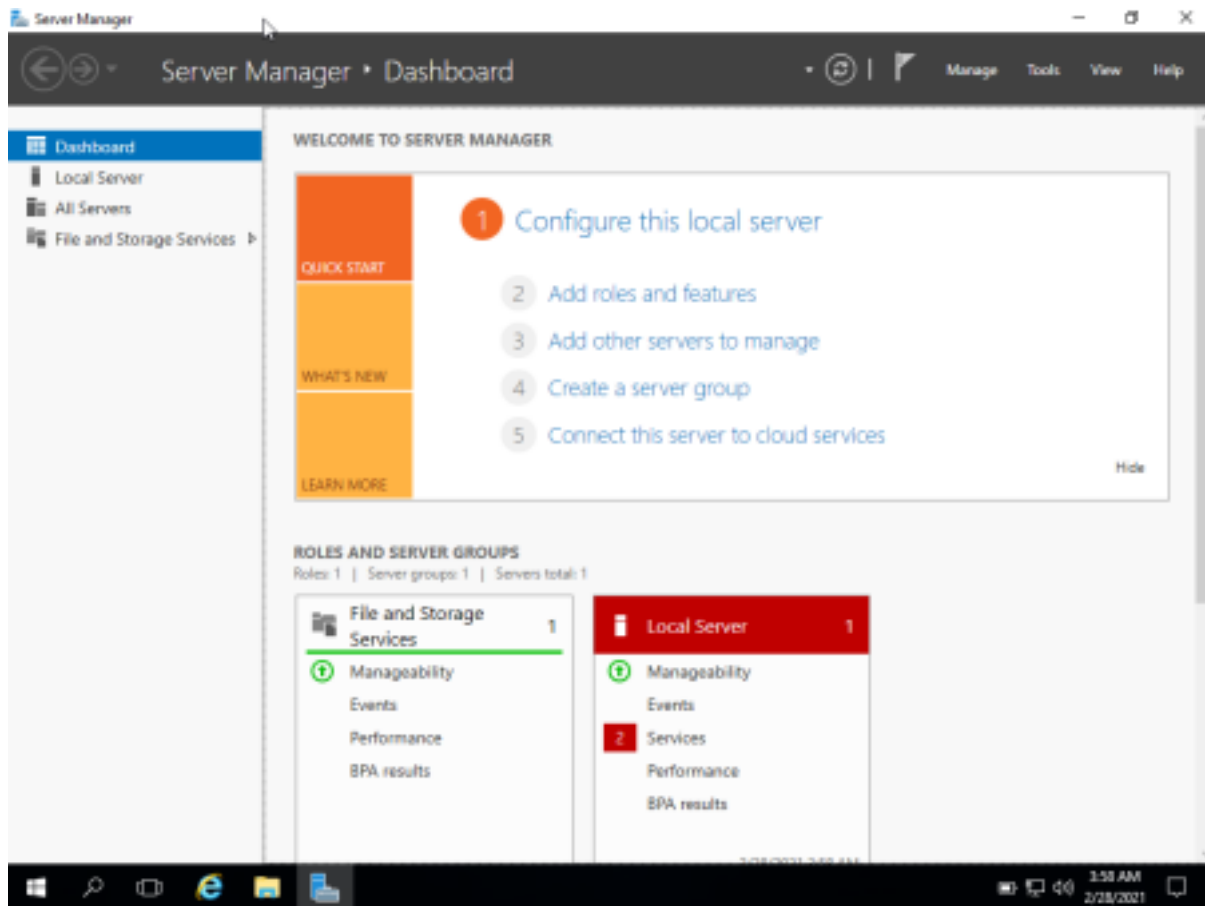 Server Manager
Server Manager • Dashboard
Manage Tools View Help
Dashboard
Local Server
All Servers
File and Storage Services
WELCOME TO SERVER MANAGER
QUICK START
WHAT'S NEW
LEARN MORE
1 Configure this local server
2 Add roles and features
3 Add other servers to manage
4 Create a server group
5 Connect this server to cloud services
Hide
ROLES AND SERVER GROUPS
Roles: 1 | Server groups: 1 | Servers total: 1
File and Storage
Services
1
Manageability
Events
Performance
BPA results
Local Server 1
Manageability
Events
2 Services
Performance
BPA results
3:58 AM
2/28/2021